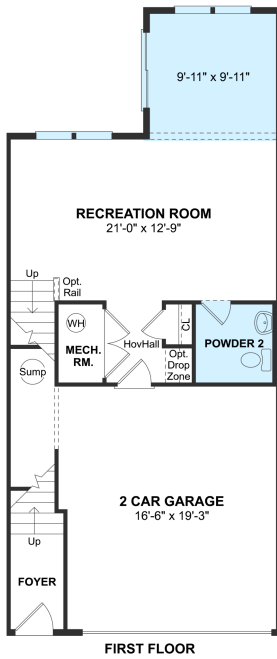 9'-11" x 9'-11"
RECREATION ROOM
21'-0" x 12'-9"
Up
Opt.
Rail
WH
MECH.
RM.
HovHall
CL
Opt.
Drop
Zone
POWDER 2
Sump
2 CAR GARAGE
16'-6" x 19'-3"
Up
FOYER
FIRST FLOOR